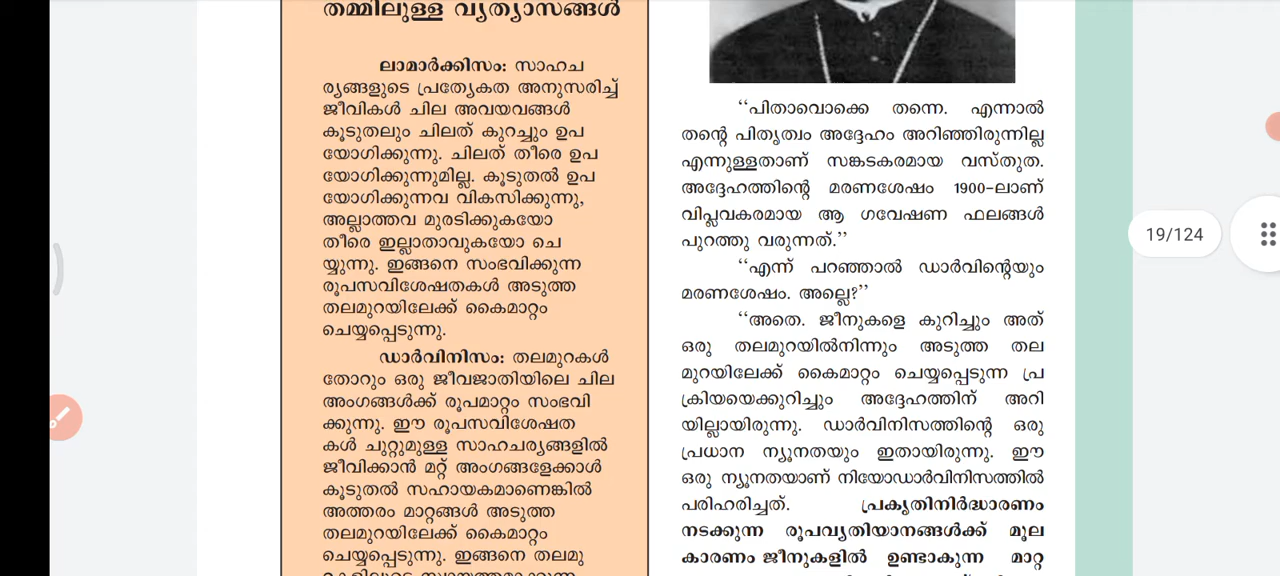 തമ്മിലുള്ള വ്യത്യാസങ്ങൾ
ലാമാർക്കിസം: സാഹച
ര്യങ്ങളുടെ പ്രത്യേകത അനുസരിച്ച്
ജീവികൾ ചില അവയവങ്ങൾ
കൂടുതലും ചിലത് കുറച്ചും ഉപ
യോഗിക്കുന്നു. ചിലത് തീരെ ഉപ
യോഗിക്കുന്നുമില്ല. കൂടുതൽ ഉപ
യോഗിക്കുന്നവ വികസിക്കുന്നു,
അല്ലാത്തവ മുരടിക്കുകയോ
തീരെ ഇല്ലാതാവുകയോ ചെ
യ്യുന്നു. ഇങ്ങനെ സംഭവിക്കുന്ന
രൂപസവിശേഷതകൾ അടുത്ത
തലമുറയിലേക്ക് കൈമാറ്റം
ചെയ്യപ്പെടുന്നു.
ഡാർവിനിസം: തലമുറകൾ
തോറും ഒരു ജീവജാതിയിലെ ചില
അംഗങ്ങൾക്ക് രൂപമാറ്റം സംഭവി
ക്കുന്നു. ഈ രൂപസവിശേഷത
കൾ ചുറ്റുമുള്ള സാഹചര്യങ്ങളിൽ
ജീവിക്കാൻ മറ്റ് അംഗങ്ങളേക്കാൾ
കൂടുതൽ സഹായകമാണെങ്കിൽ
അത്തരം മാറ്റങ്ങൾ അടുത്ത
തലമുറയിലേക്ക് കൈമാറ്റം
ചെയ്യപ്പെടുന്നു. ഇങ്ങനെ തലമു
‘‘പിതാവൊക്കെ തന്നെ. എന്നാൽ
തന്റെ പിതൃത്വം അദ്ദേഹം അറിഞ്ഞിരുന്നില്ല
എന്നുള്ളതാണ് സങ്കടകരമായ വസ്തുത.
അദ്ദേഹത്തിന്റെ മരണശേഷം 1900-ലാണ്
വിപ്ലവകരമായ ആ ഗവേഷണ ഫലങ്ങൾ
പുറത്തു വരുന്നത്.’’
‘‘എന്ന് പറഞ്ഞാൽ ഡാർവിന്റെയും
മരണശേഷം. അല്ലെ?’’
‘‘അതെ. ജീനുകളെ കുറിച്ചും അത്
ഒരു തലമുറയിൽനിന്നും അടുത്ത തല
മുറയിലേക്ക് കൈമാറ്റം ചെയ്യപ്പെടുന്ന പ്ര
ക്രിയയെക്കുറിച്ചും അദ്ദേഹത്തിന് അറി
യില്ലായിരുന്നു. ഡാർവിനിസത്തിന്റെ ഒരു
പ്രധാന ന്യൂനതയും ഇതായിരുന്നു. ഈ
ഒരു ന്യൂനതയാണ് നിയോഡാർവിനിസത്തിൽ
പരിഹരിച്ചത്. പ്രകൃതിനിർദ്ധാരണം
നടക്കുന്ന രൂപവ്യതിയാനങ്ങൾക്ക് മൂല
കാരണം ജീനുകളിൽ ഉണ്ടാകുന്ന മാറ്റ
19/124